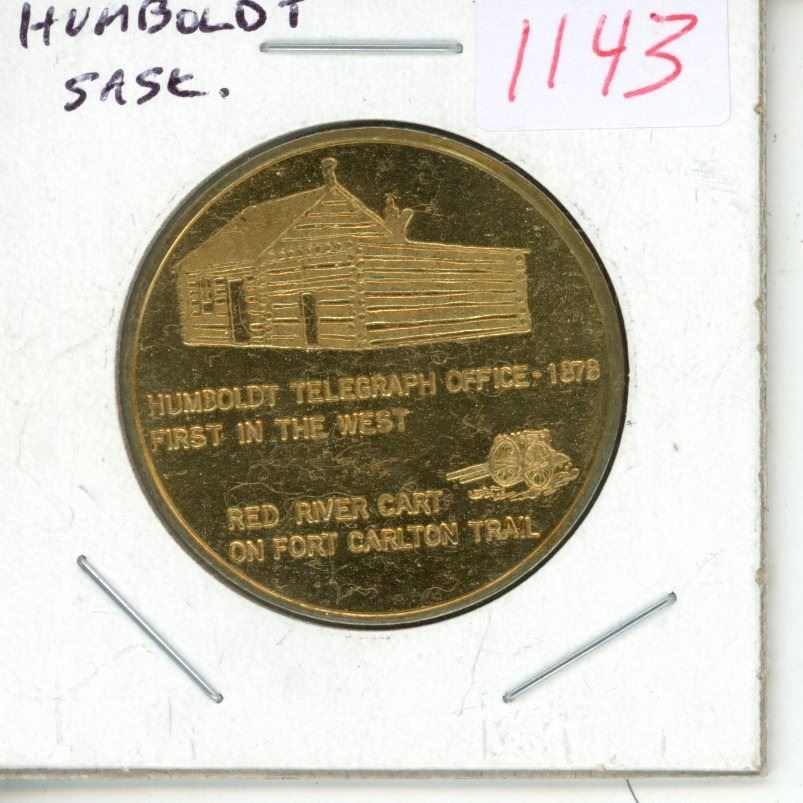 HUMBOLDT
SASK.
1143
HUMBOLDT TELEGRAPH OFFICE - 1878
FIRST IN THE WEST
RED RIVER CART
ON FORT CARLTON TRAIL